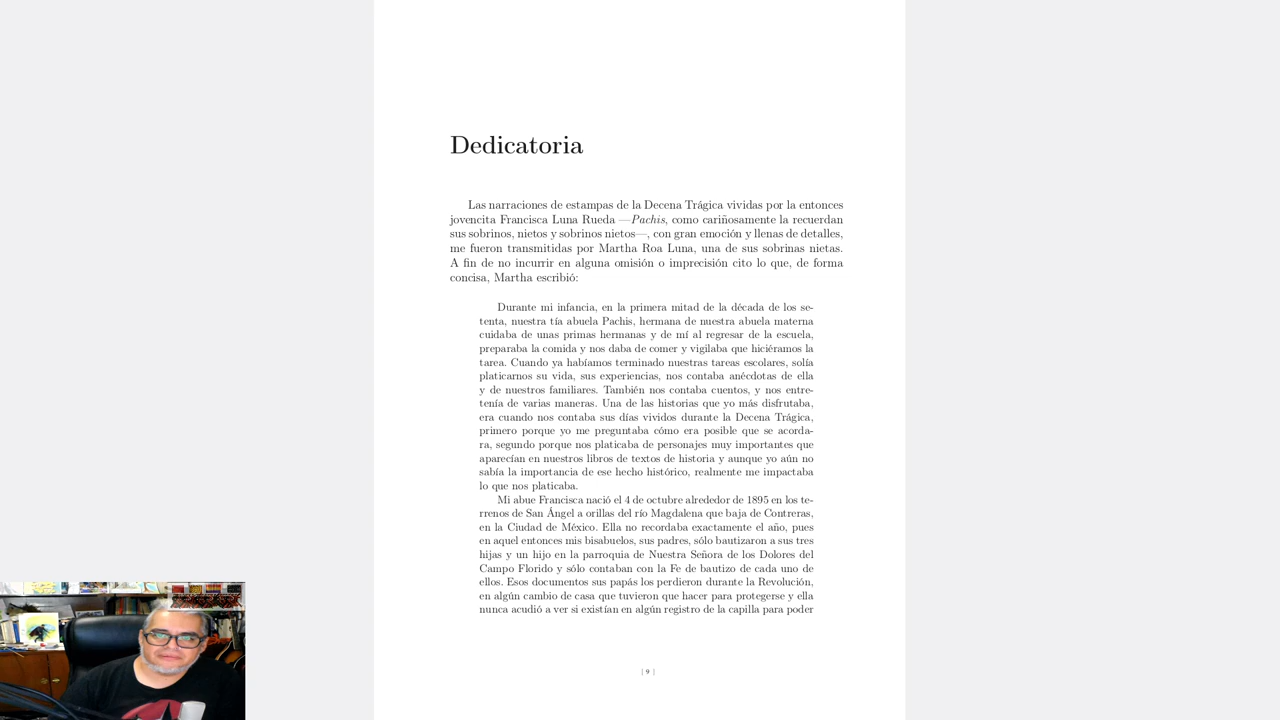 Dedicatoria
Las narraciones de estampas de la Decena Trágica vividas por la entonces
jovencita Francisca Luna Rueda —Pachis, como cariñosamente la recuerdan
sus sobrinos, nietos y sobrinos nietos—, con gran emoción y llenas de detalles,
me fueron transmitidas por Martha Roa Luna, una de sus sobrinas nietas.
A fin de no incurrir en alguna omisión o imprecisión cito lo que, de forma
concisa, Martha escribió:
Durante mi infancia, en la primera mitad de la década de los se-
tenta, nuestra tía abuela Pachis, hermana de nuestra abuela materna
cuidaba de unas primas hermanas y de mí al regresar de la escuela,
preparaba la comida y nos daba de comer y vigilaba que hiciéramos la
tarea. Cuando ya habíamos terminado nuestras tareas escolares, solía
platicarnos su vida, sus experiencias, nos contaba anécdotas de ella
y de nuestros familiares. También nos contaba cuentos, y nos entre-
tenía de varias maneras. Una de las historias que yo más disfrutaba,
era cuando nos contaba sus días vividos durante la Decena Trágica,
primero porque yo me preguntaba cómo era posible que se acorda-
ra, segundo porque nos platicaba de personajes muy importantes que
aparecían en nuestros libros de textos de historia y aunque yo aún no
sabía la importancia de ese hecho histórico, realmente me impactaba
lo que nos platicaba.
Mi abue Francisca nació el 4 de octubre alrededor de 1895 en los te-
rrenos de San Ángel a orillas del río Magdalena que baja de Contreras,
en la Ciudad de México. Ella no recordaba exactamente el año, pues
en aquel entonces mis bisabuelos, sus padres, sólo bautizaron a sus tres
hijas y un hijo en la parroquia de Nuestra Señora de los Dolores del
Campo Florido y sólo contaban con la Fe de bautizo de cada uno de
ellos. Esos documentos sus papás los perdieron durante la Revolución,
en algún cambio de casa que tuvieron que hacer para protegerse y ella
nunca acudió a ver si existían en algún registro de la capilla para poder
| 9 |